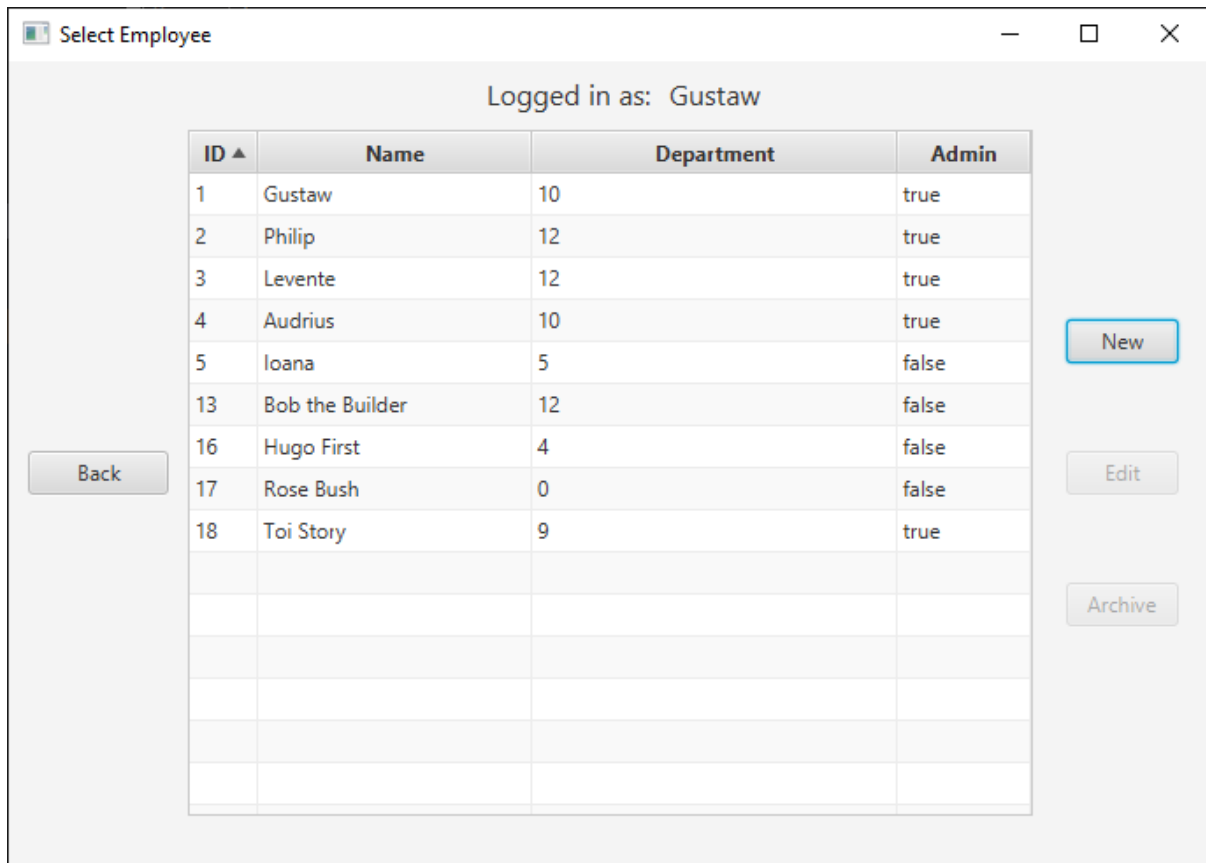 Select Employee
Logged in as: Gustaw
ID Name Department Admin
1 Gustaw 10 true
2 Philip 12 true
3 Levente 12 true
4 Audrius 10 true
New
5 Ioana 5 false
13 Bob the Builder 12 false
16 Hugo First 4 false
Back
Edit
17 Rose Bush 0 false
18 Toi Story 9 true
Archive